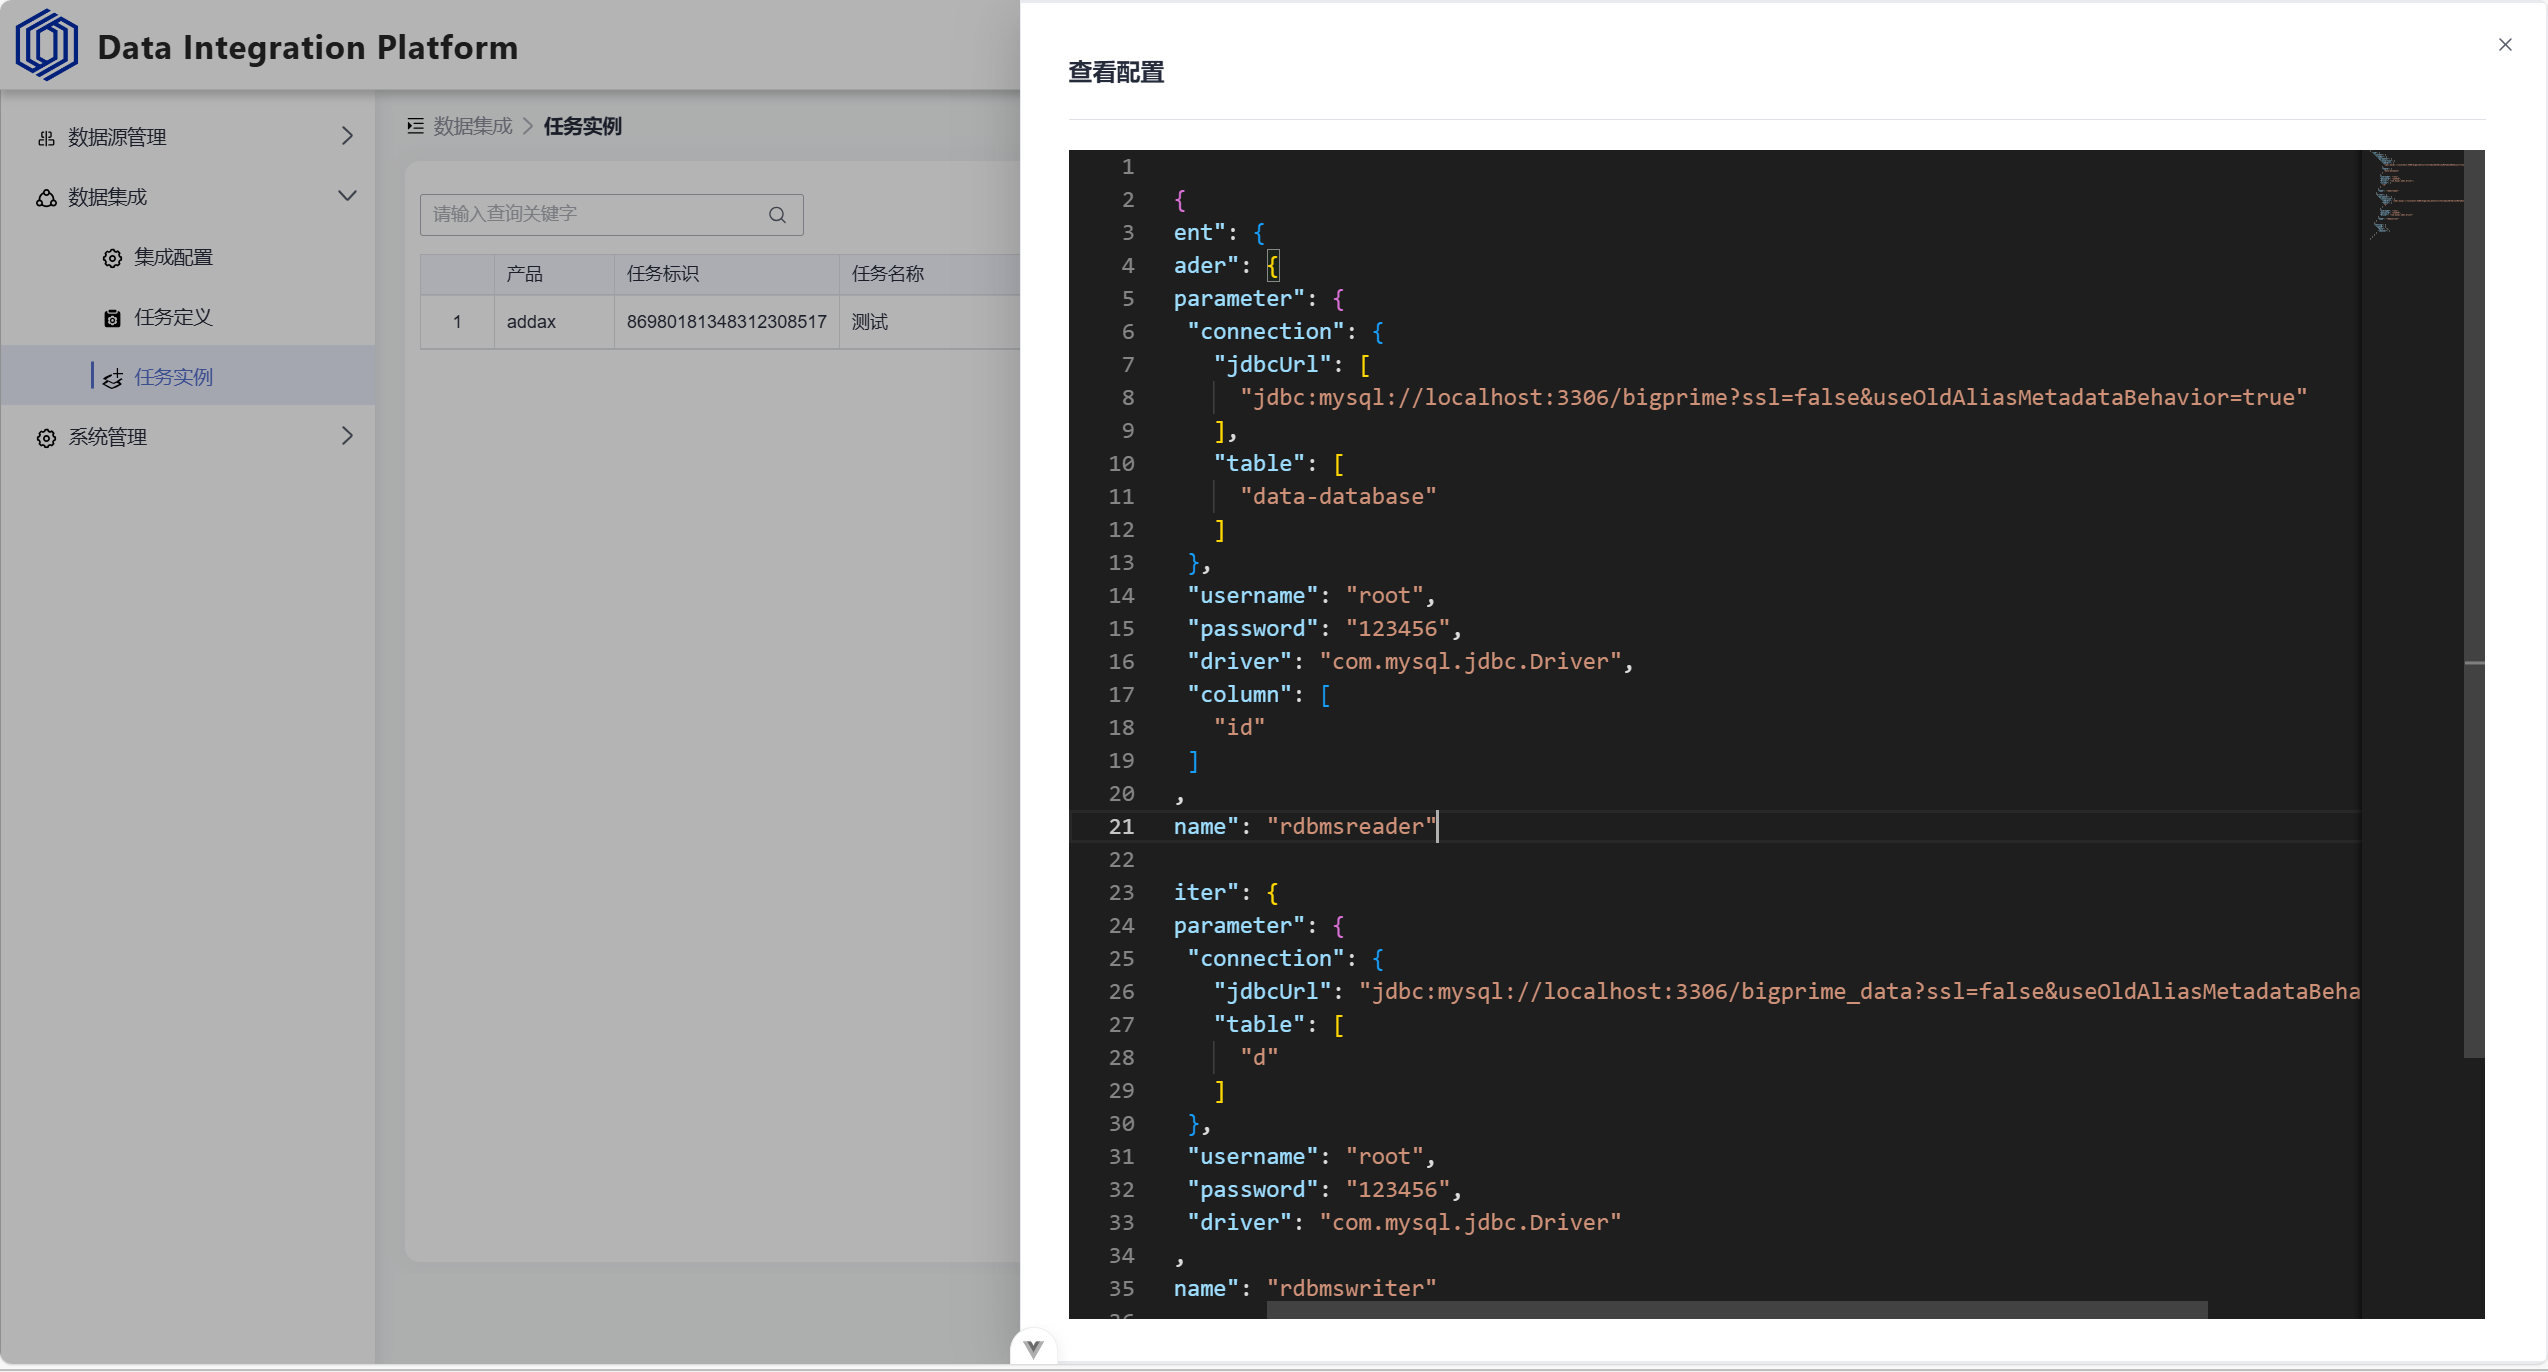 Data Integration Platform
数据源管理
数据集成
集成配置
任务定义
任务实例
系统管理
数据集成 任务实例
请输入查询关键字
产品 任务标识 任务名称
1 addax 86980181348312308517 测试
查看配置
1
2 {
3 ent": {
4 ader": {
5 parameter": {
6 "connection": {
7 "jdbcUrl": [
8 "jdbc:mysql://localhost:3306/bigprime?ssl=false&useOldAliasMetadataBehavior=true"
9 ],
10 "table": [
11 "data-database"
12 ]
13 },
14 "username": "root",
15 "password": "123456",
16 "driver": "com.mysql.jdbc.Driver",
17 "column": [
18 "id"
19 ]
20 ,
21 name": "rdbmsreader"
22
23 iter": {
24 parameter": {
25 "connection": {
26 "jdbcUrl": "jdbc:mysql://localhost:3306/bigprime_data?ssl=false&useOldAliasMetadataBeha
27 "table": [
28 "d"
29 ]
30 },
31 "username": "root",
32 "password": "123456",
33 "driver": "com.mysql.jdbc.Driver"
34 ,
35 name": "rdbmswriter"